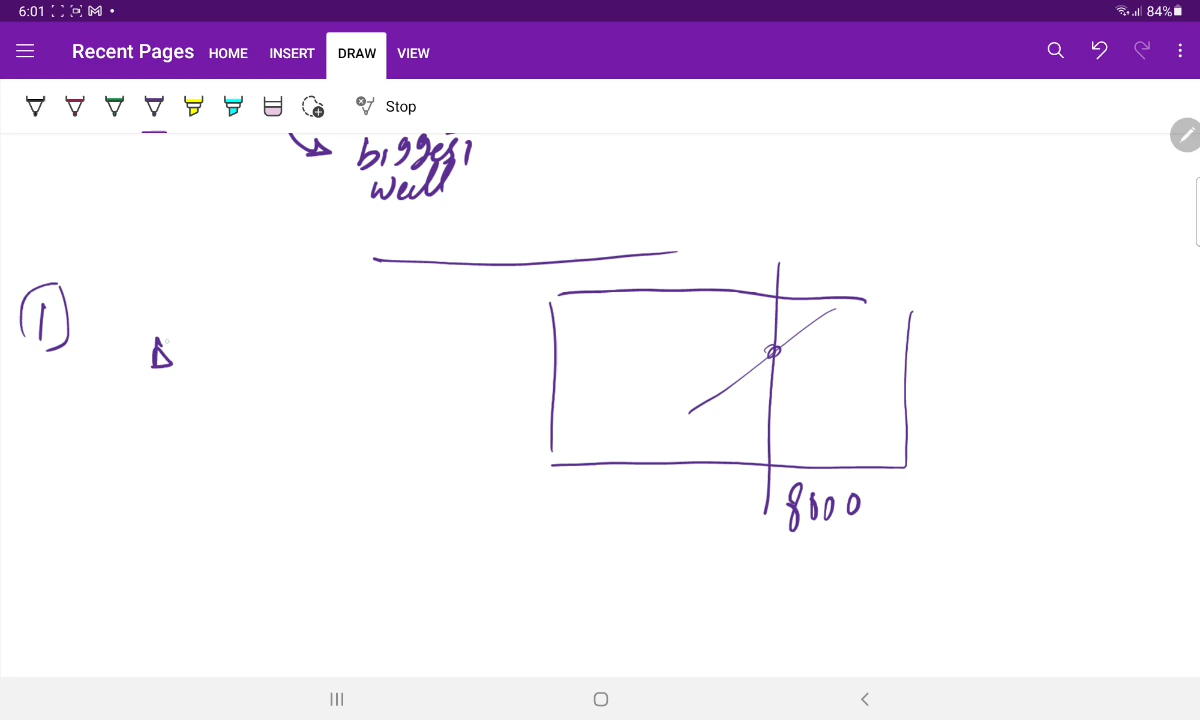 6:01 84%
Recent Pages HOME INSERT DRAW VIEW
Stop
biggest
well
1
8000